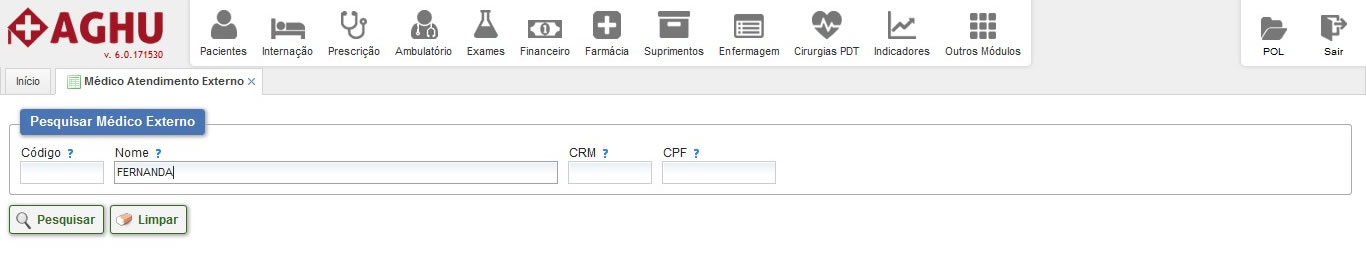 AGHU
v. 6.0.171530
Pacientes Internação Prescrição Ambulatório Exames Financeiro Farmácia Suprimentos Enfermagem Cirurgias PDT Indicadores Outros Módulos POL Sair
Início Médico Atendimento Externo
Pesquisar Médico Externo
Código ? Nome ? CRM ? CPF ?
FERNANDA
Pesquisar Limpar